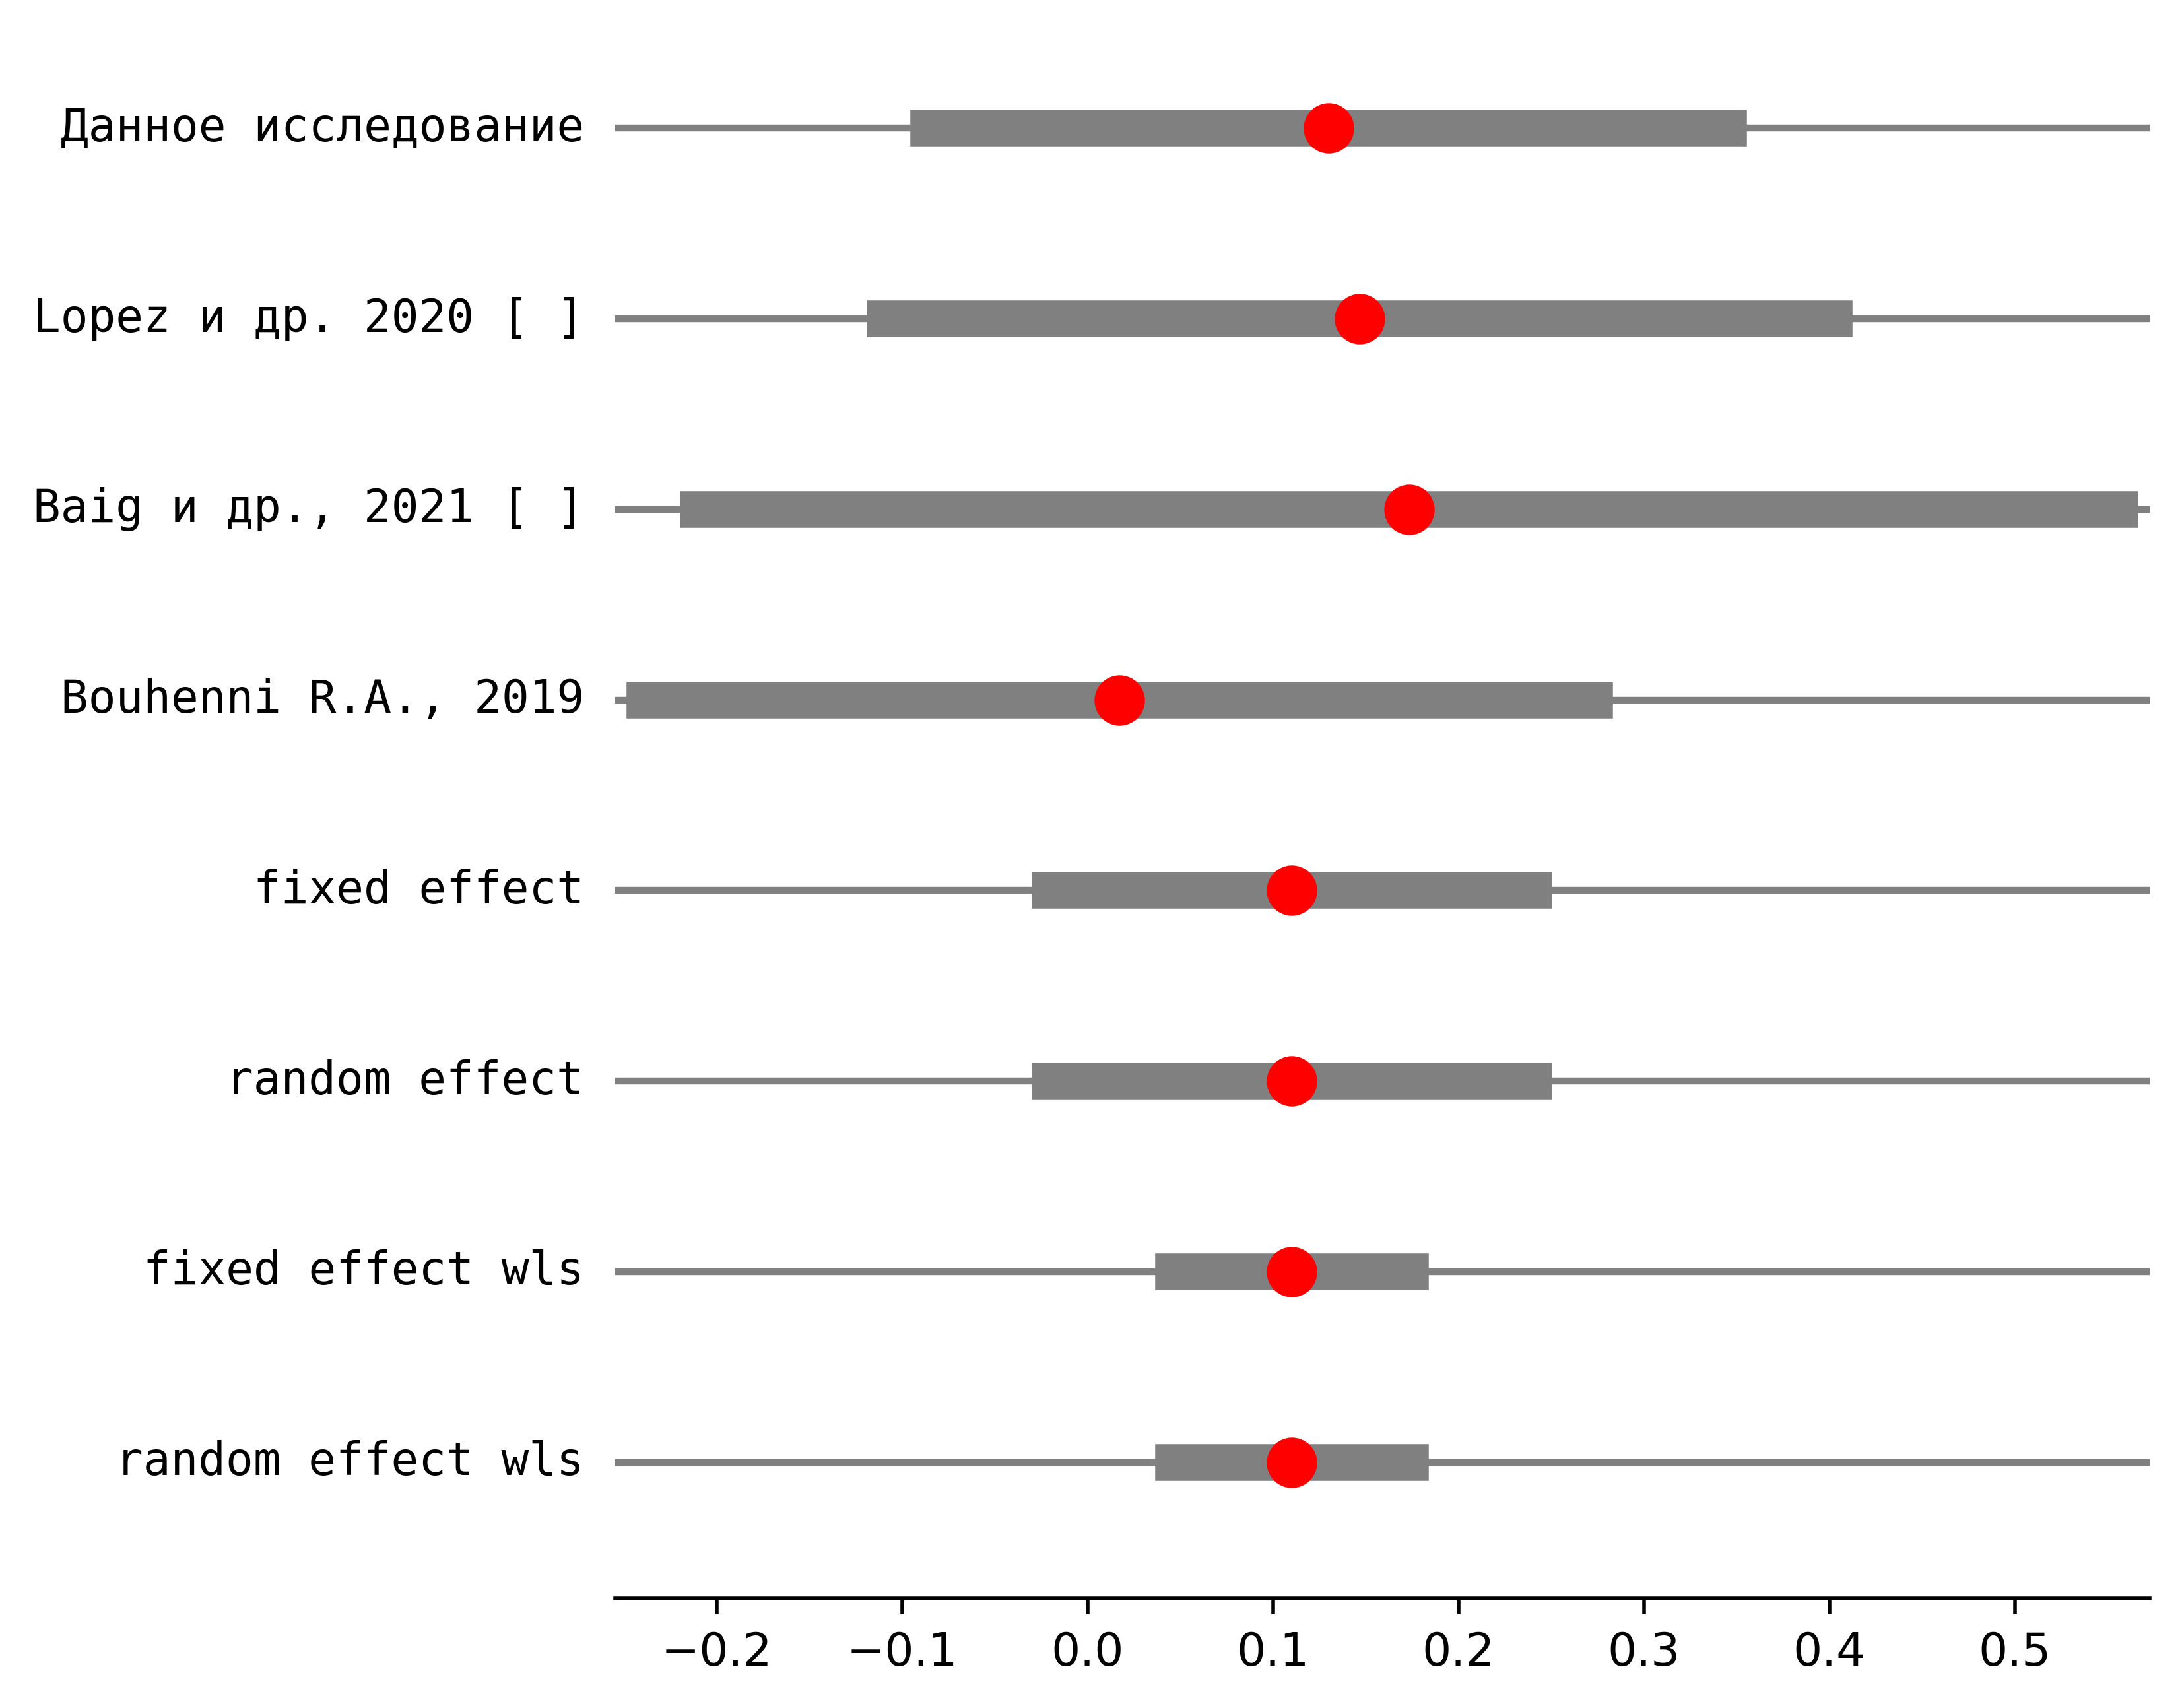 Данное исследование
Lopez и др. 2020 [ ]
Baig и др., 2021 [ ]
Bouhenni R.A., 2019
fixed effect
random effect
fixed effect wls
random effect wls
−0.2 −0.1 0.0 0.1 0.2 0.3 0.4 0.5